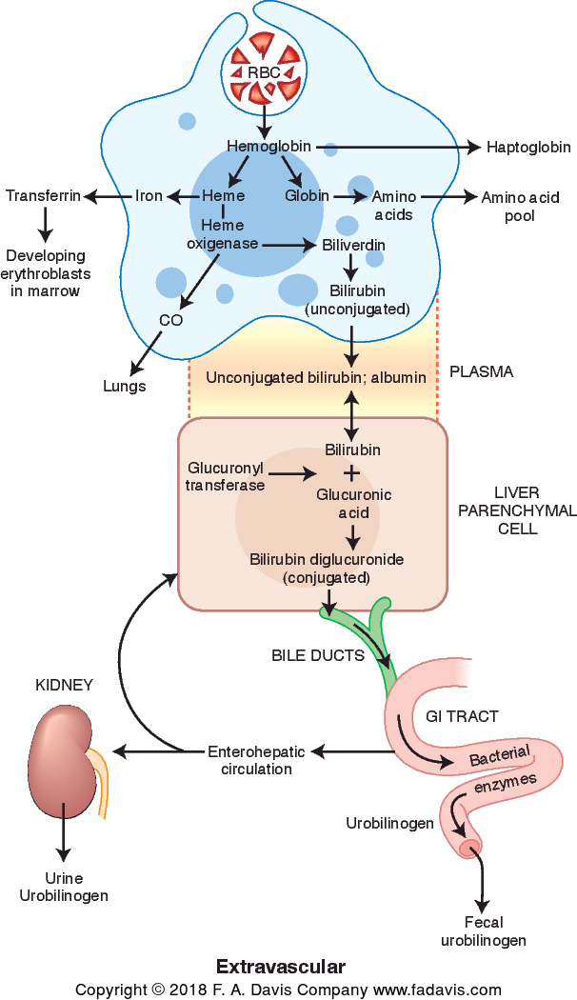 RBC
Hemoglobin
Haptoglobin
Transferrin
Iron
Heme
Globin
Amino
acids
Amino acid
pool
Heme
oxigenase
Biliverdin
Developing
erythroblasts
in marrow
Bilirubin
(unconjugated)
CO
Lungs
Unconjugated bilirubin; albumin
PLASMA
Bilirubin
+
Glucuronyl
transferase
Glucuronic
acid
LIVER
PARENCHYMAL
CELL
Bilirubin diglucuronide
(conjugated)
BILE DUCTS
KIDNEY
GI TRACT
Enterohepatic
circulation
Bacterial
enzymes
Urobilinogen
Urine
Urobilinogen
Fecal
urobilinogen
Extravascular
Copyright © 2018 F. A. Davis Company www.fadavis.com